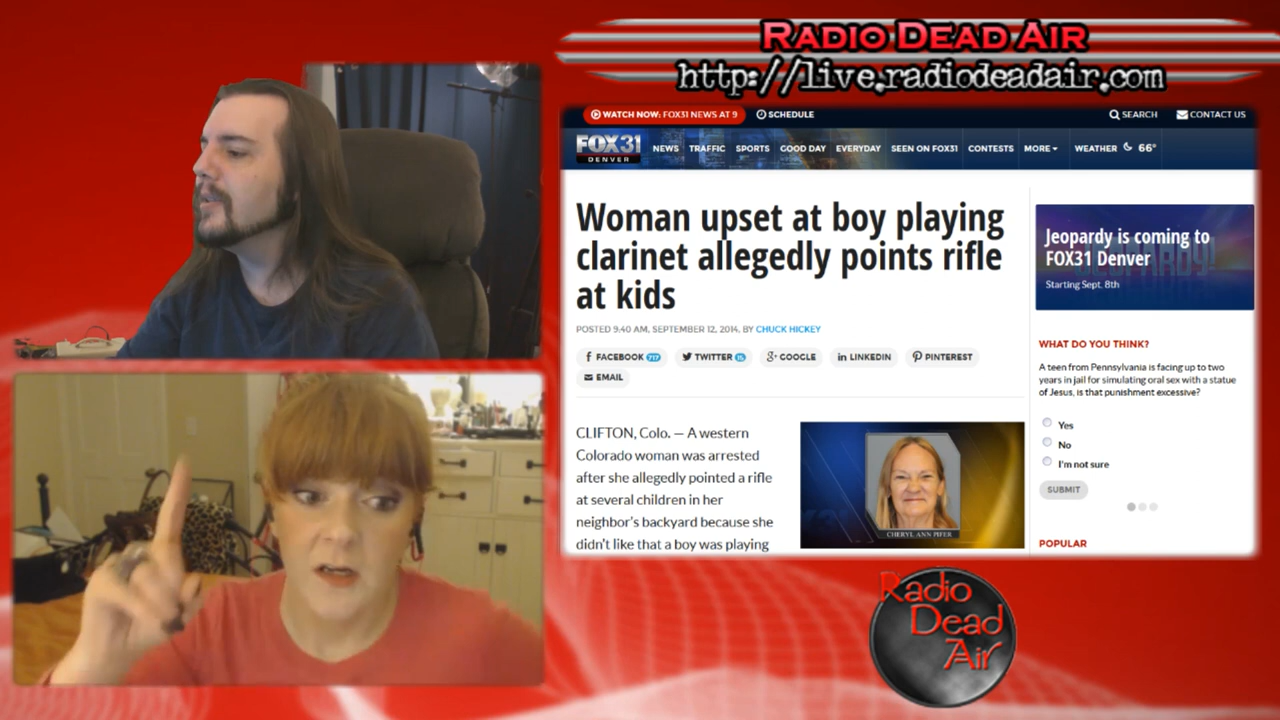 RADIO DEAD AIR
http://live.radiodeadair.com
WATCH NOW: FOX31 NEWS AT 9
SCHEDULE
SEARCH
CONTACT US
FOX31
DENVER
NEWS
TRAFFIC
SPORTS
GOOD DAY
EVERYDAY
SEEN ON FOX31
CONTESTS
MORE
WEATHER
66°
Woman upset at boy playing
clarinet allegedly points rifle
at kids
POSTED 9:40 AM, SEPTEMBER 12, 2014, BY CHUCK HICKEY
FACEBOOK 717
TWITTER 15
GOOGLE
LINKEDIN
PINTEREST
EMAIL
CLIFTON, Colo. — A western
Colorado woman was arrested
after she allegedly pointed a rifle
at several children in her
neighbor's backyard because she
didn't like that a boy was playing
CHERYL ANN PIFER
Jeopardy is coming to
FOX31 Denver
Starting Sept. 8th
WHAT DO YOU THINK?
A teen from Pennsylvania is facing up to two
years in jail for simulating oral sex with a statue
of Jesus, is that punishment excessive?
Yes
No
I'm not sure
SUBMIT
POPULAR
Radio
Dead
Air